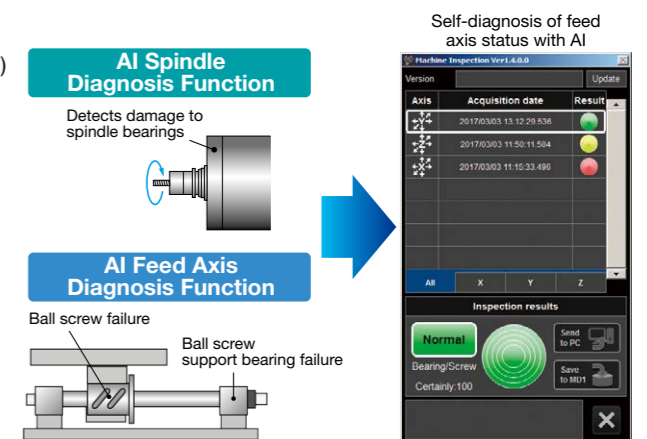 )
AI Spindle
Diagnosis Function
Detects damage to
spindle bearings
AI Feed Axis
Diagnosis Function
Ball screw failure
Ball screw
support bearing failure
Self-diagnosis of feed
axis status with AI
Machine Inspection Ver1.4.0.0
Version
Update
Axis Acquisition date Result
Y 2017/03/03 13.12.29.536
Z 2017/03/03 11:50:11.584
X 2017/03/03 11:15:33.496
All X Y Z
Inspection results
Normal
Bearing/Screw
Certainly:100
Send
to PC
Save
to MD1